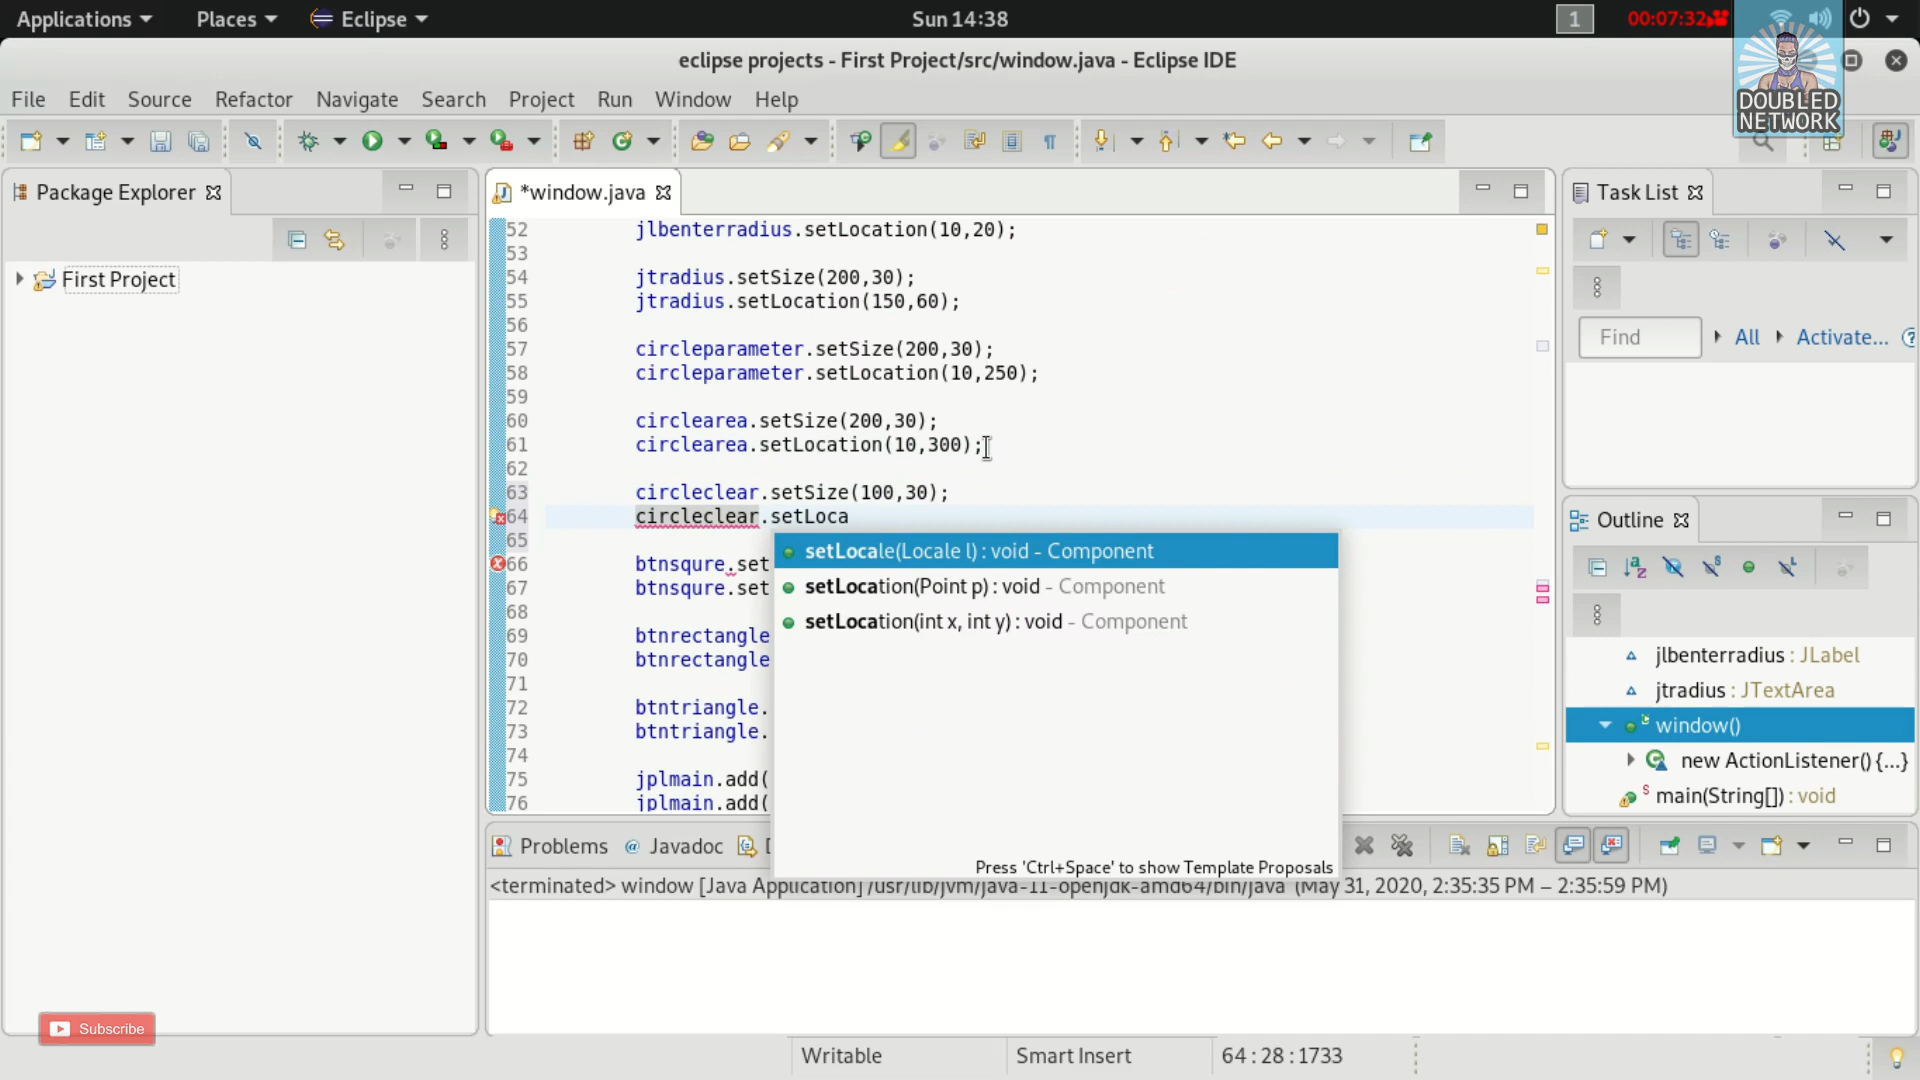 Applications
Places
Eclipse
Sun 14:38
1
00:07:32
DOUBLED
NETWORK
eclipse projects - First Project/src/window.java - Eclipse IDE
File
Edit
Source
Refactor
Navigate
Search
Project
Run
Window
Help
Package Explorer
First Project
*window.java
52 jlbenterradius.setLocation(10,20);
53
54 jtradius.setSize(200,30);
55 jtradius.setLocation(150,60);
56
57 circleparameter.setSize(200,30);
58 circleparameter.setLocation(10,250);
59
60 circlearea.setSize(200,30);
61 circlearea.setLocation(10,300);
62
63 circleclear.setSize(100,30);
64 circleclear.setLoca
65
66 btnsqure.set
67 btnsqure.set
68
69 btnrectangle
70 btnrectangle
71
72 btntriangle.
73 btntriangle.
74
75 jplmain.add(
76 jplmain.add(
setLocale(Locale l) : void - Component
setLocation(Point p) : void - Component
setLocation(int x, int y) : void - Component
Press 'Ctrl+Space' to show Template Proposals
Task List
Find
All
Activate...
Outline
jlbenterradius : JLabel
jtradius : JTextArea
window()
new ActionListener() {...}
main(String[]) : void
Problems
@ Javadoc
D
<terminated> window [Java Application] /usr/lib/jvm/java-11-openjdk-amd64/bin/java (May 31, 2020, 2:35:35 PM – 2:35:59 PM)
Subscribe
Writable
Smart Insert
64 : 28 : 1733